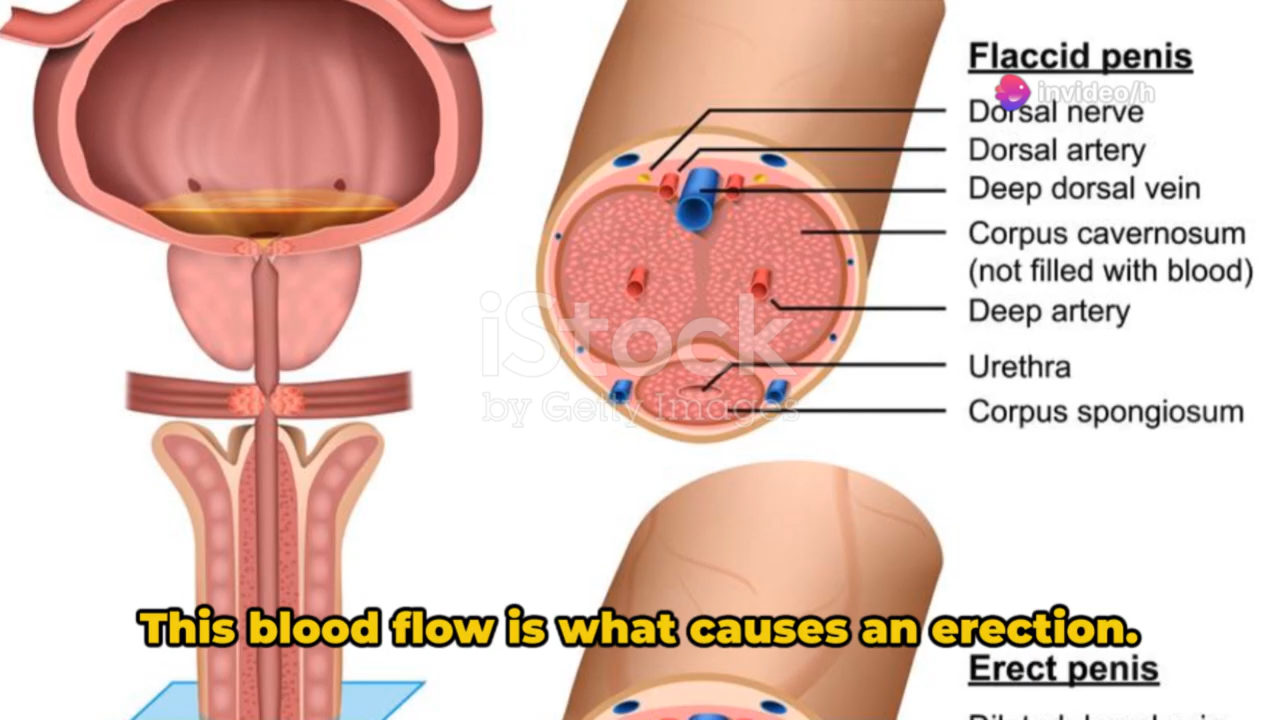 Flaccid penis
invideo/h
Dorsal nerve
Dorsal artery
Deep dorsal vein
Corpus cavernosum
(not filled with blood)
Deep artery
iStock
by Getty Images
Urethra
Corpus spongiosum
This blood flow is what causes an erection.
Erect penis